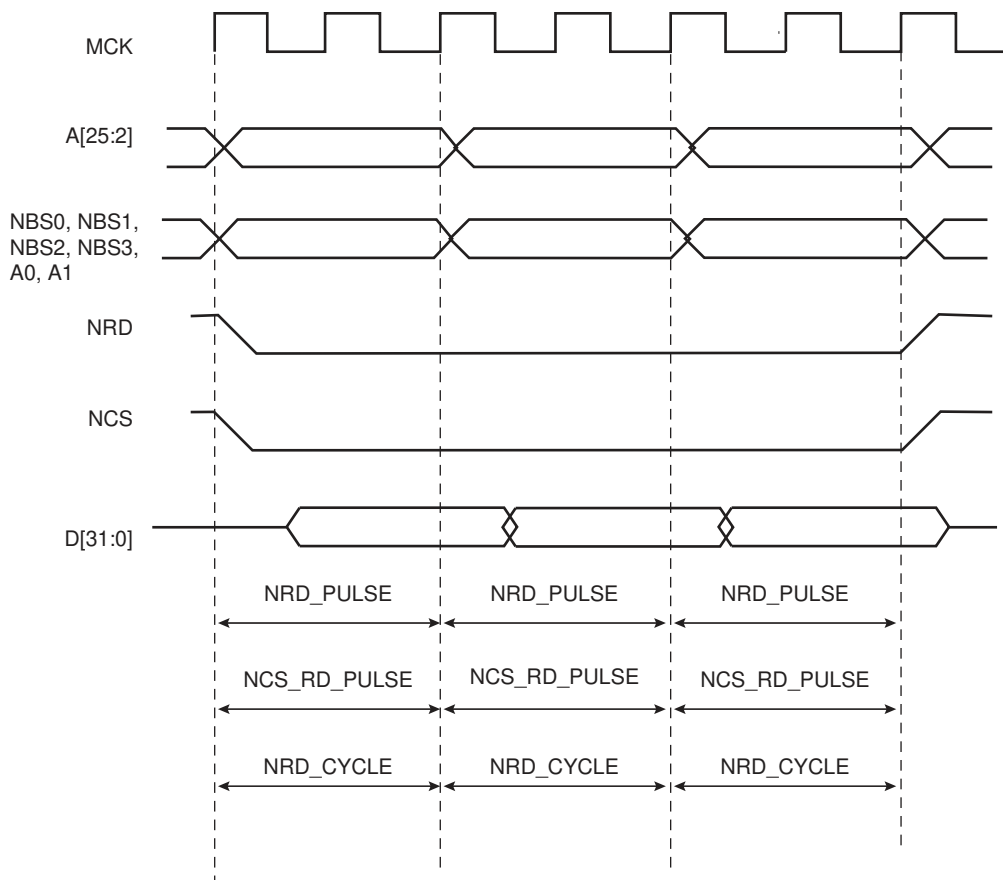 MCK
A[25:2]
NBS0, NBS1,
NBS2, NBS3,
A0, A1
NRD
NCS
D[31:0]
NRD_PULSE NRD_PULSE NRD_PULSE
NCS_RD_PULSE NCS_RD_PULSE NCS_RD_PULSE
NRD_CYCLE NRD_CYCLE NRD_CYCLE